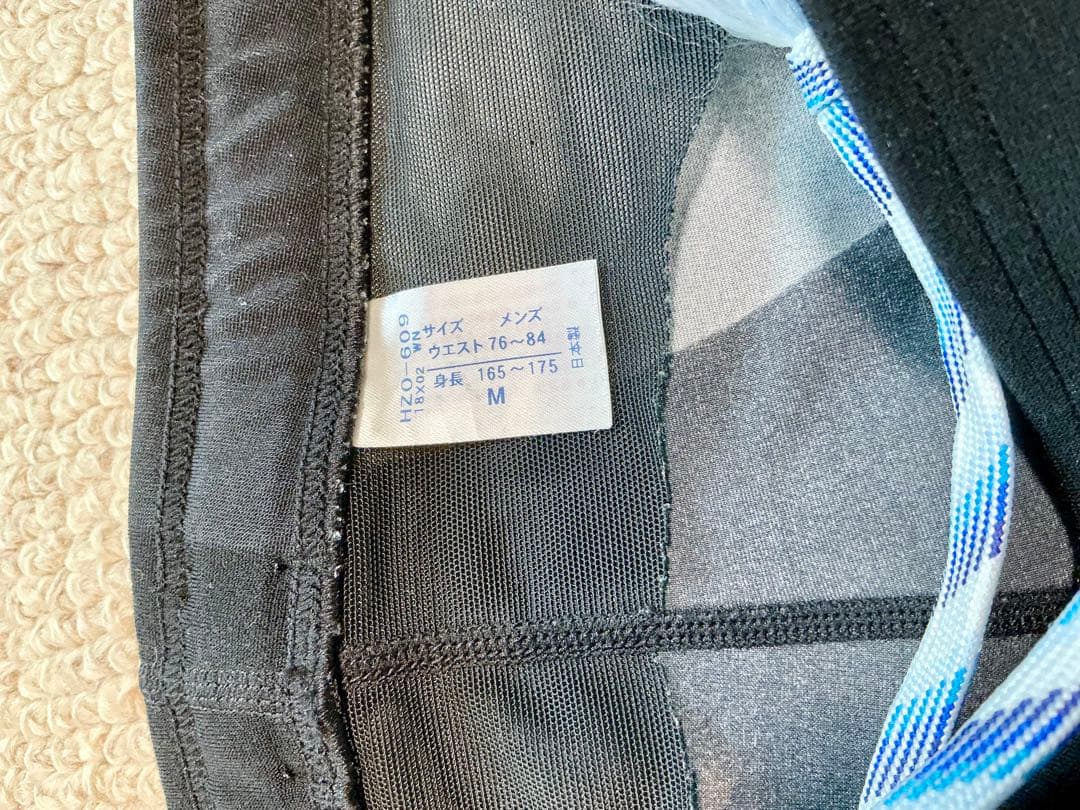 サイズ メンズ
ウエスト 76～84
身長 165～175
M
日本製
HZO-609
18X02 WN